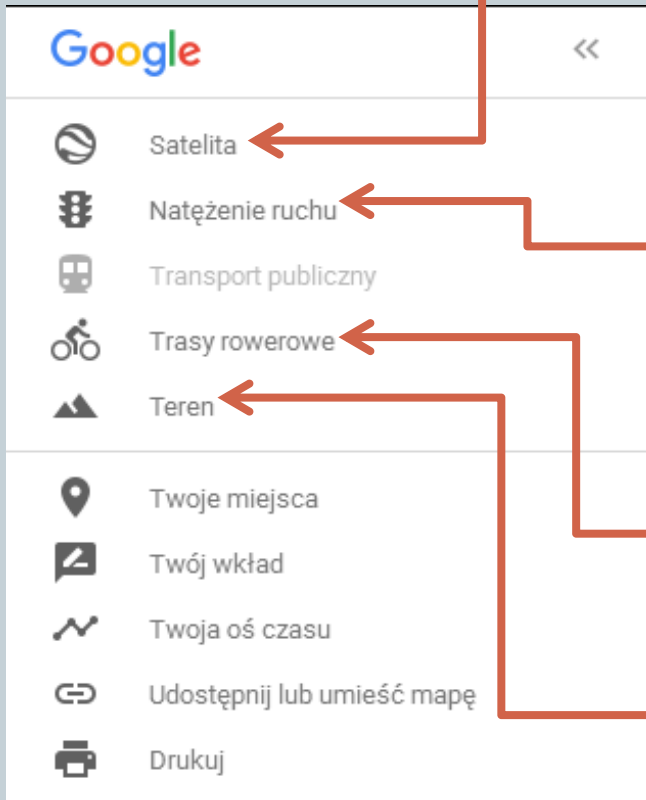 Google
Satelita
Natężenie ruchu
Transport publiczny
Trasy rowerowe
Teren
Twoje miejsca
Twój wkład
Twoja oś czasu
Udostępnij lub umieść mapę
Drukuj